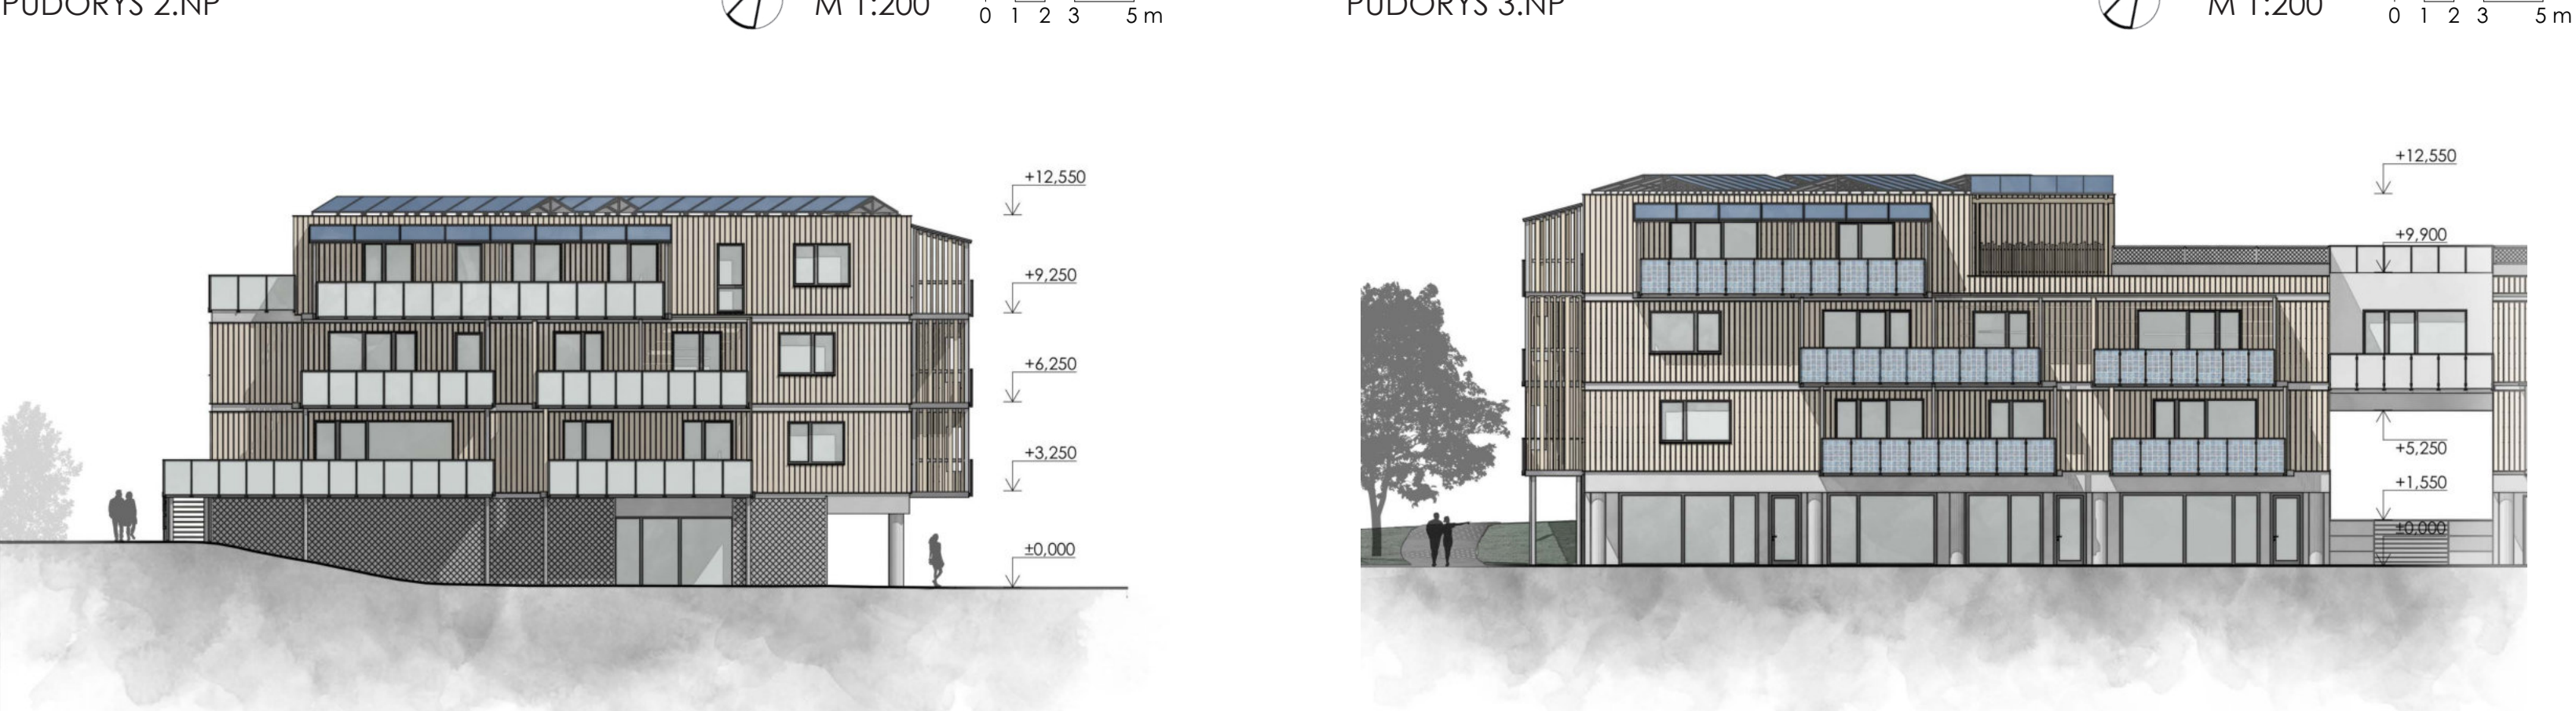 PŮDORYS 2.NP
M 1:200
0 1 2 3 5 m
PŮDORYS 3.NP
M 1:200
0 1 2 3 5 m
+12,550
+9,250
+6,250
+3,250
±0,000
+12,550
+9,900
+5,250
+1,550
±0,000